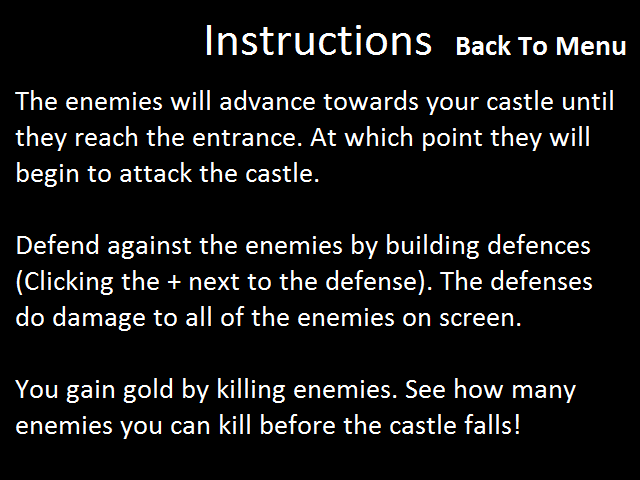 Instructions Back To Menu
The enemies will advance towards your castle until
they reach the entrance. At which point they will
begin to attack the castle.
Defend against the enemies by building defences
(Clicking the + next to the defense). The defenses
do damage to all of the enemies on screen.
You gain gold by killing enemies. See how many
enemies you can kill before the castle falls!